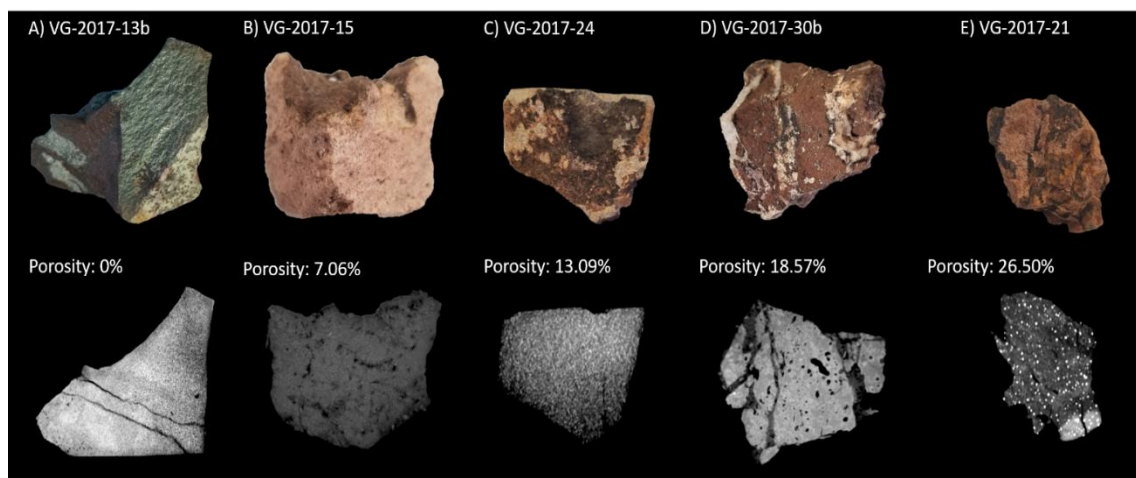 A) VG-2017-13b
B) VG-2017-15
C) VG-2017-24
D) VG-2017-30b
E) VG-2017-21
Porosity: 0%
Porosity: 7.06%
Porosity: 13.09%
Porosity: 18.57%
Porosity: 26.50%